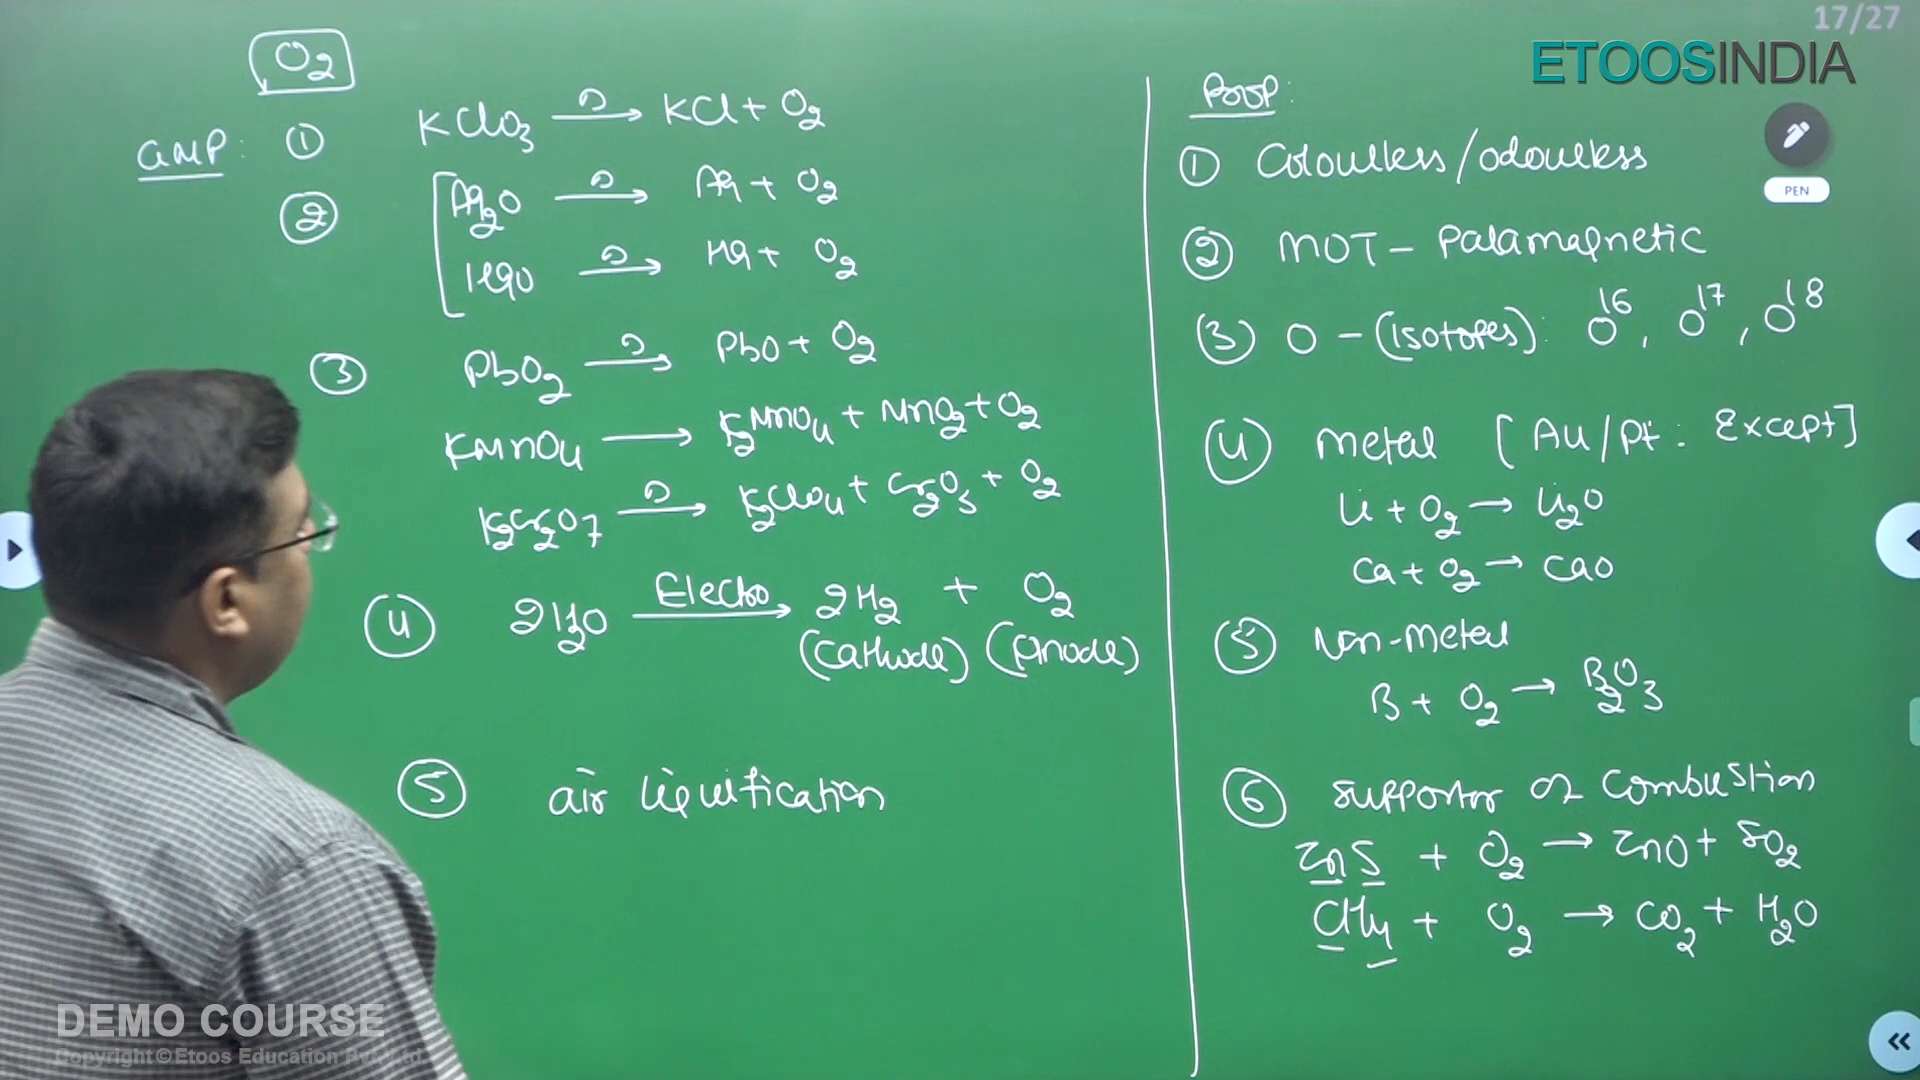 17/27
ETOOSINDIA
PEN
O2
GMP: ① KClO3 —Δ→ KCl + O2
② Ag2O —Δ→ Ag + O2
HgO —Δ→ Hg + O2
③ PbO2 —Δ→ PbO + O2
KMnO4 → K2MnO4 + MnO2 + O2
K2Cr2O7 —Δ→ K2CrO4 + Cr2O3 + O2
④ 2H2O —Electro→ 2H2 + O2
(Cathode) (Anode)
⑤ air liquification
Prop:
① Colourless/odourless
② MOT - Paramagnetic
③ O - (Isotopes): O16, O17, O18
④ Metal [Au/Pt: Except]
Li + O2 → Li2O
Ca + O2 → CaO
⑤ Non-Metal
B + O2 → B2O3
⑥ Supporter of Combustion
ZnS + O2 → ZnO + SO2
CH4 + O2 → CO2 + H2O
DEMO COURSE
Copyright © Etoos Education Pvt. Ltd.